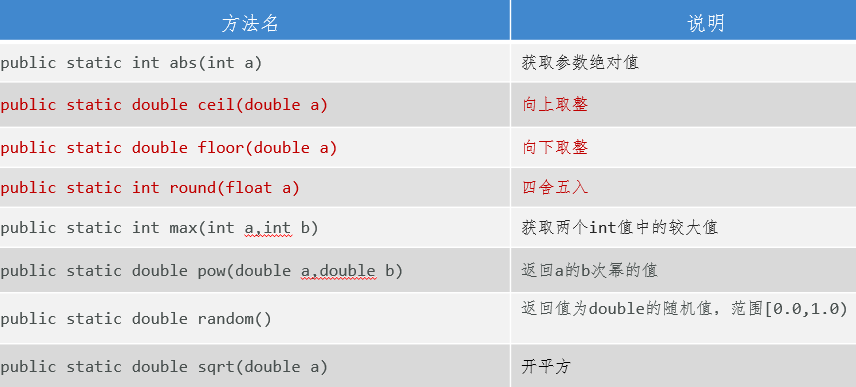 方法名 说明
public static int abs(int a) 获取参数绝对值
public static double ceil(double a) 向上取整
public static double floor(double a) 向下取整
public static int round(float a) 四舍五入
public static int max(int a,int b) 获取两个int值中的较大值
public static double pow(double a,double b) 返回a的b次幂的值
public static double random() 返回值为double的随机值，范围[0.0,1.0)
public static double sqrt(double a) 开平方